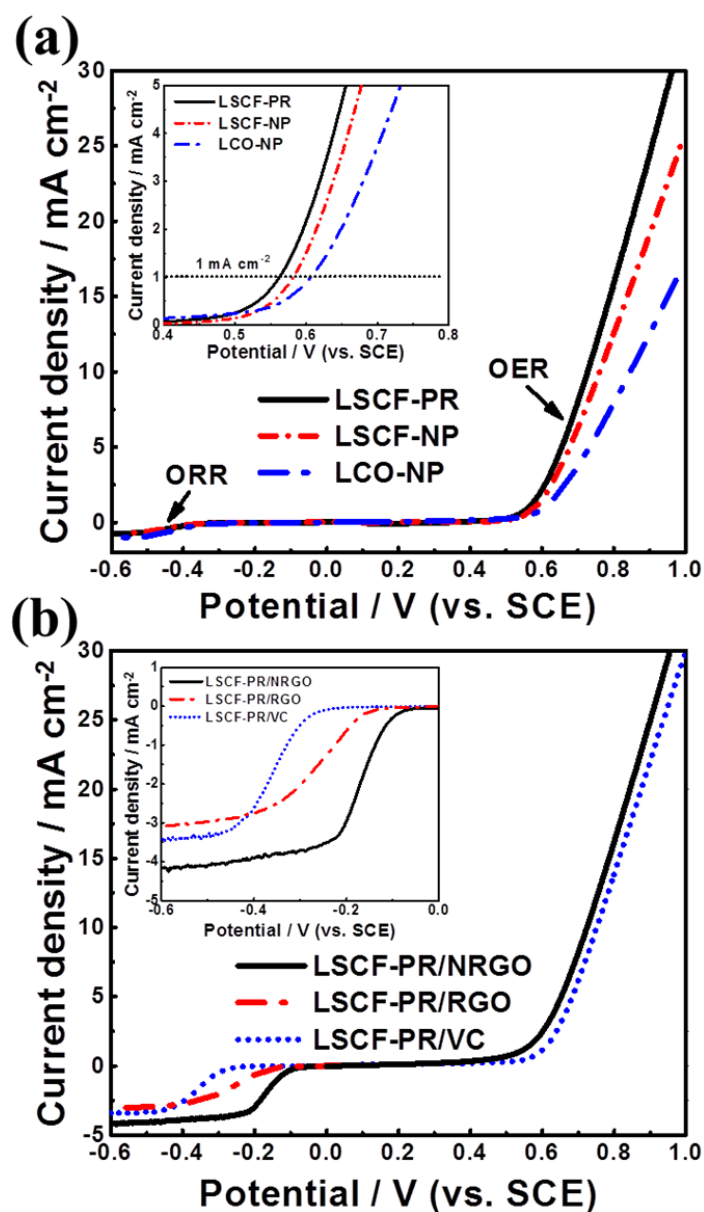 (a)
Current density / mA cm-2
30
25
20
15
10
5
0
-0.6 -0.4 -0.2 0.0 0.2 0.4 0.6 0.8 1.0
Potential / V (vs. SCE)
ORR
OER
LSCF-PR
LSCF-NP
LCO-NP
Current density / mA cm-2
5
4
3
2
1
0
0.4 0.5 0.6 0.7 0.8
Potential / V (vs. SCE)
LSCF-PR
LSCF-NP
LCO-NP
1 mA cm-2
(b)
Current density / mA cm-2
30
25
20
15
10
5
0
-5
-0.6 -0.4 -0.2 0.0 0.2 0.4 0.6 0.8 1.0
Potential / V (vs. SCE)
LSCF-PR/NRGO
LSCF-PR/RGO
LSCF-PR/VC
Current density / mA cm-2
1
0
-1
-2
-3
-4
-5
-0.6 -0.4 -0.2 0.0
Potential / V (vs. SCE)
LSCF-PR/NRGO
LSCF-PR/RGO
LSCF-PR/VC